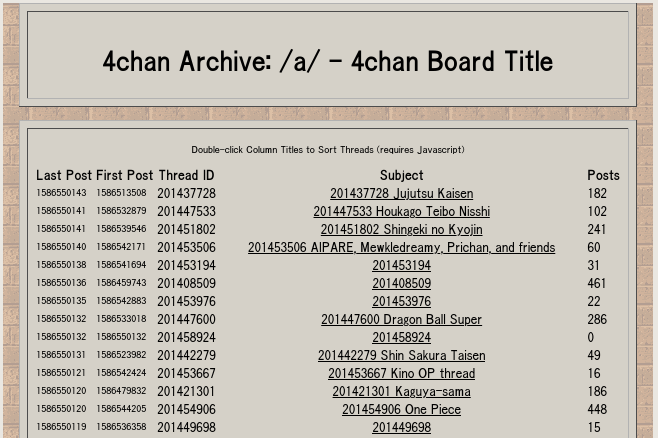 4chan Archive: /a/ - 4chan Board Title
Double-click Column Titles to Sort Threads (requires Javascript)
Last Post First Post Thread ID Subject Posts
1586550143 1586513508 201437728 201437728 Jujutsu Kaisen 182
1586550141 1586532879 201447533 201447533 Houkago Teibo Nisshi 102
1586550141 1586539546 201451802 201451802 Shingeki no Kyojin 241
1586550140 1586542171 201453506 201453506 AIPARE, Mewkledreamy, Prichan, and friends 60
1586550138 1586541694 201453194 201453194 31
1586550136 1586459743 201408509 201408509 461
1586550135 1586542883 201453976 201453976 22
1586550132 1586533018 201447600 201447600 Dragon Ball Super 286
1586550132 1586550132 201458924 201458924 0
1586550131 1586523982 201442279 201442279 Shin Sakura Taisen 49
1586550121 1586542424 201453667 201453667 Kino OP thread 16
1586550120 1586479832 201421301 201421301 Kaguya-sama 186
1586550120 1586544205 201454906 201454906 One Piece 448
1586550119 1586536358 201449698 201449698 15